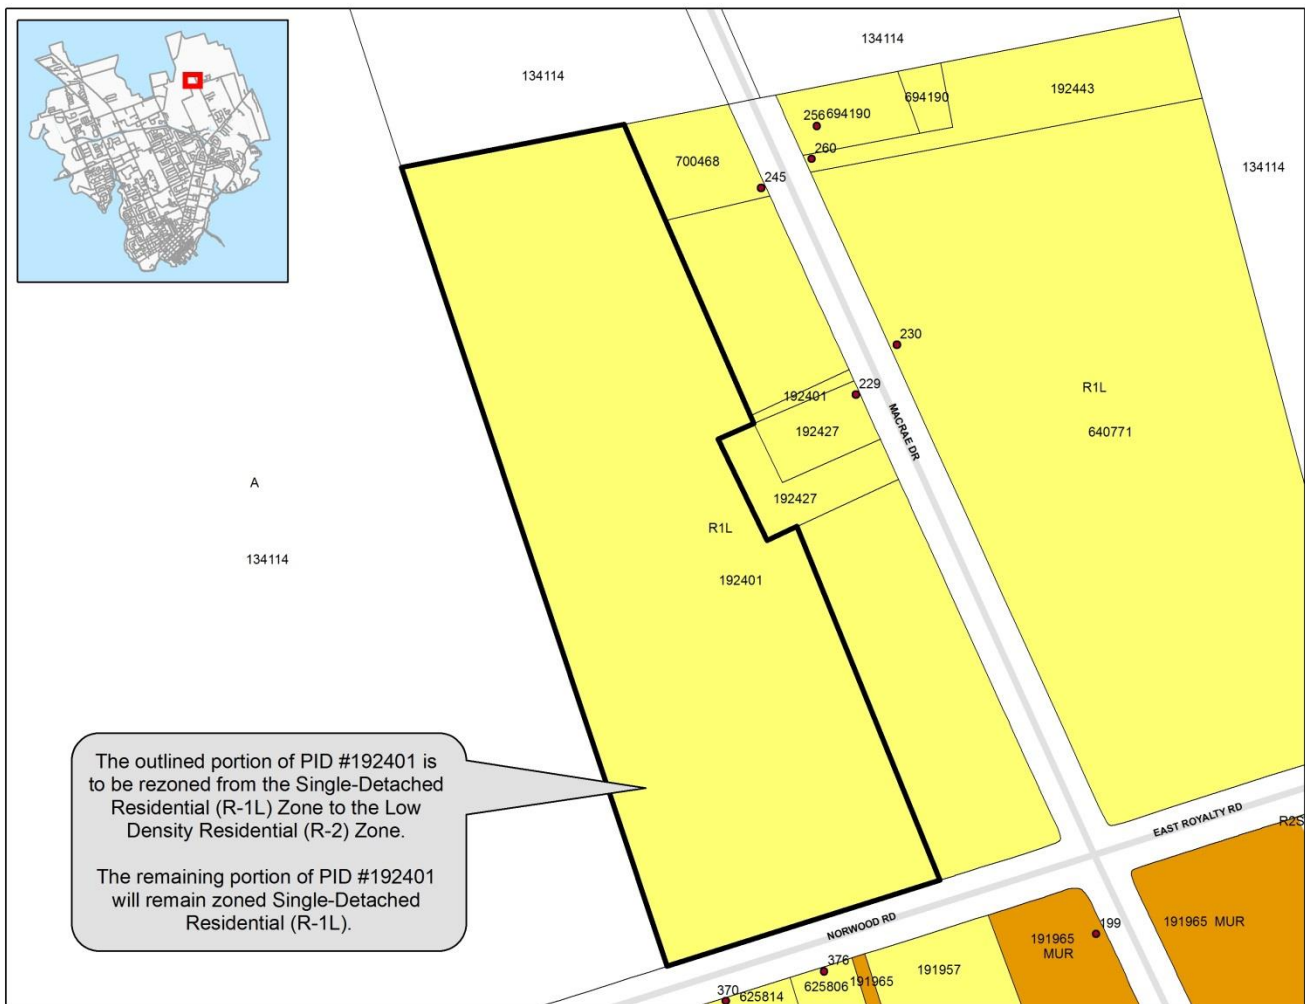 134114
134114
694190
192443
256
694190
260
700468
245
134114
230
R1L
229
192401
192427
MACRAE DR
640771
A
192427
R1L
134114
192401
The outlined portion of PID #192401 is
to be rezoned from the Single-Detached
Residential (R-1L) Zone to the Low
Density Residential (R-2) Zone.
The remaining portion of PID #192401
will remain zoned Single-Detached
Residential (R-1L).
EAST ROYALTY RD
R2S
NORWOOD RD
199
191965
MUR
191965 MUR
376
191957
191965
625806
370
625814